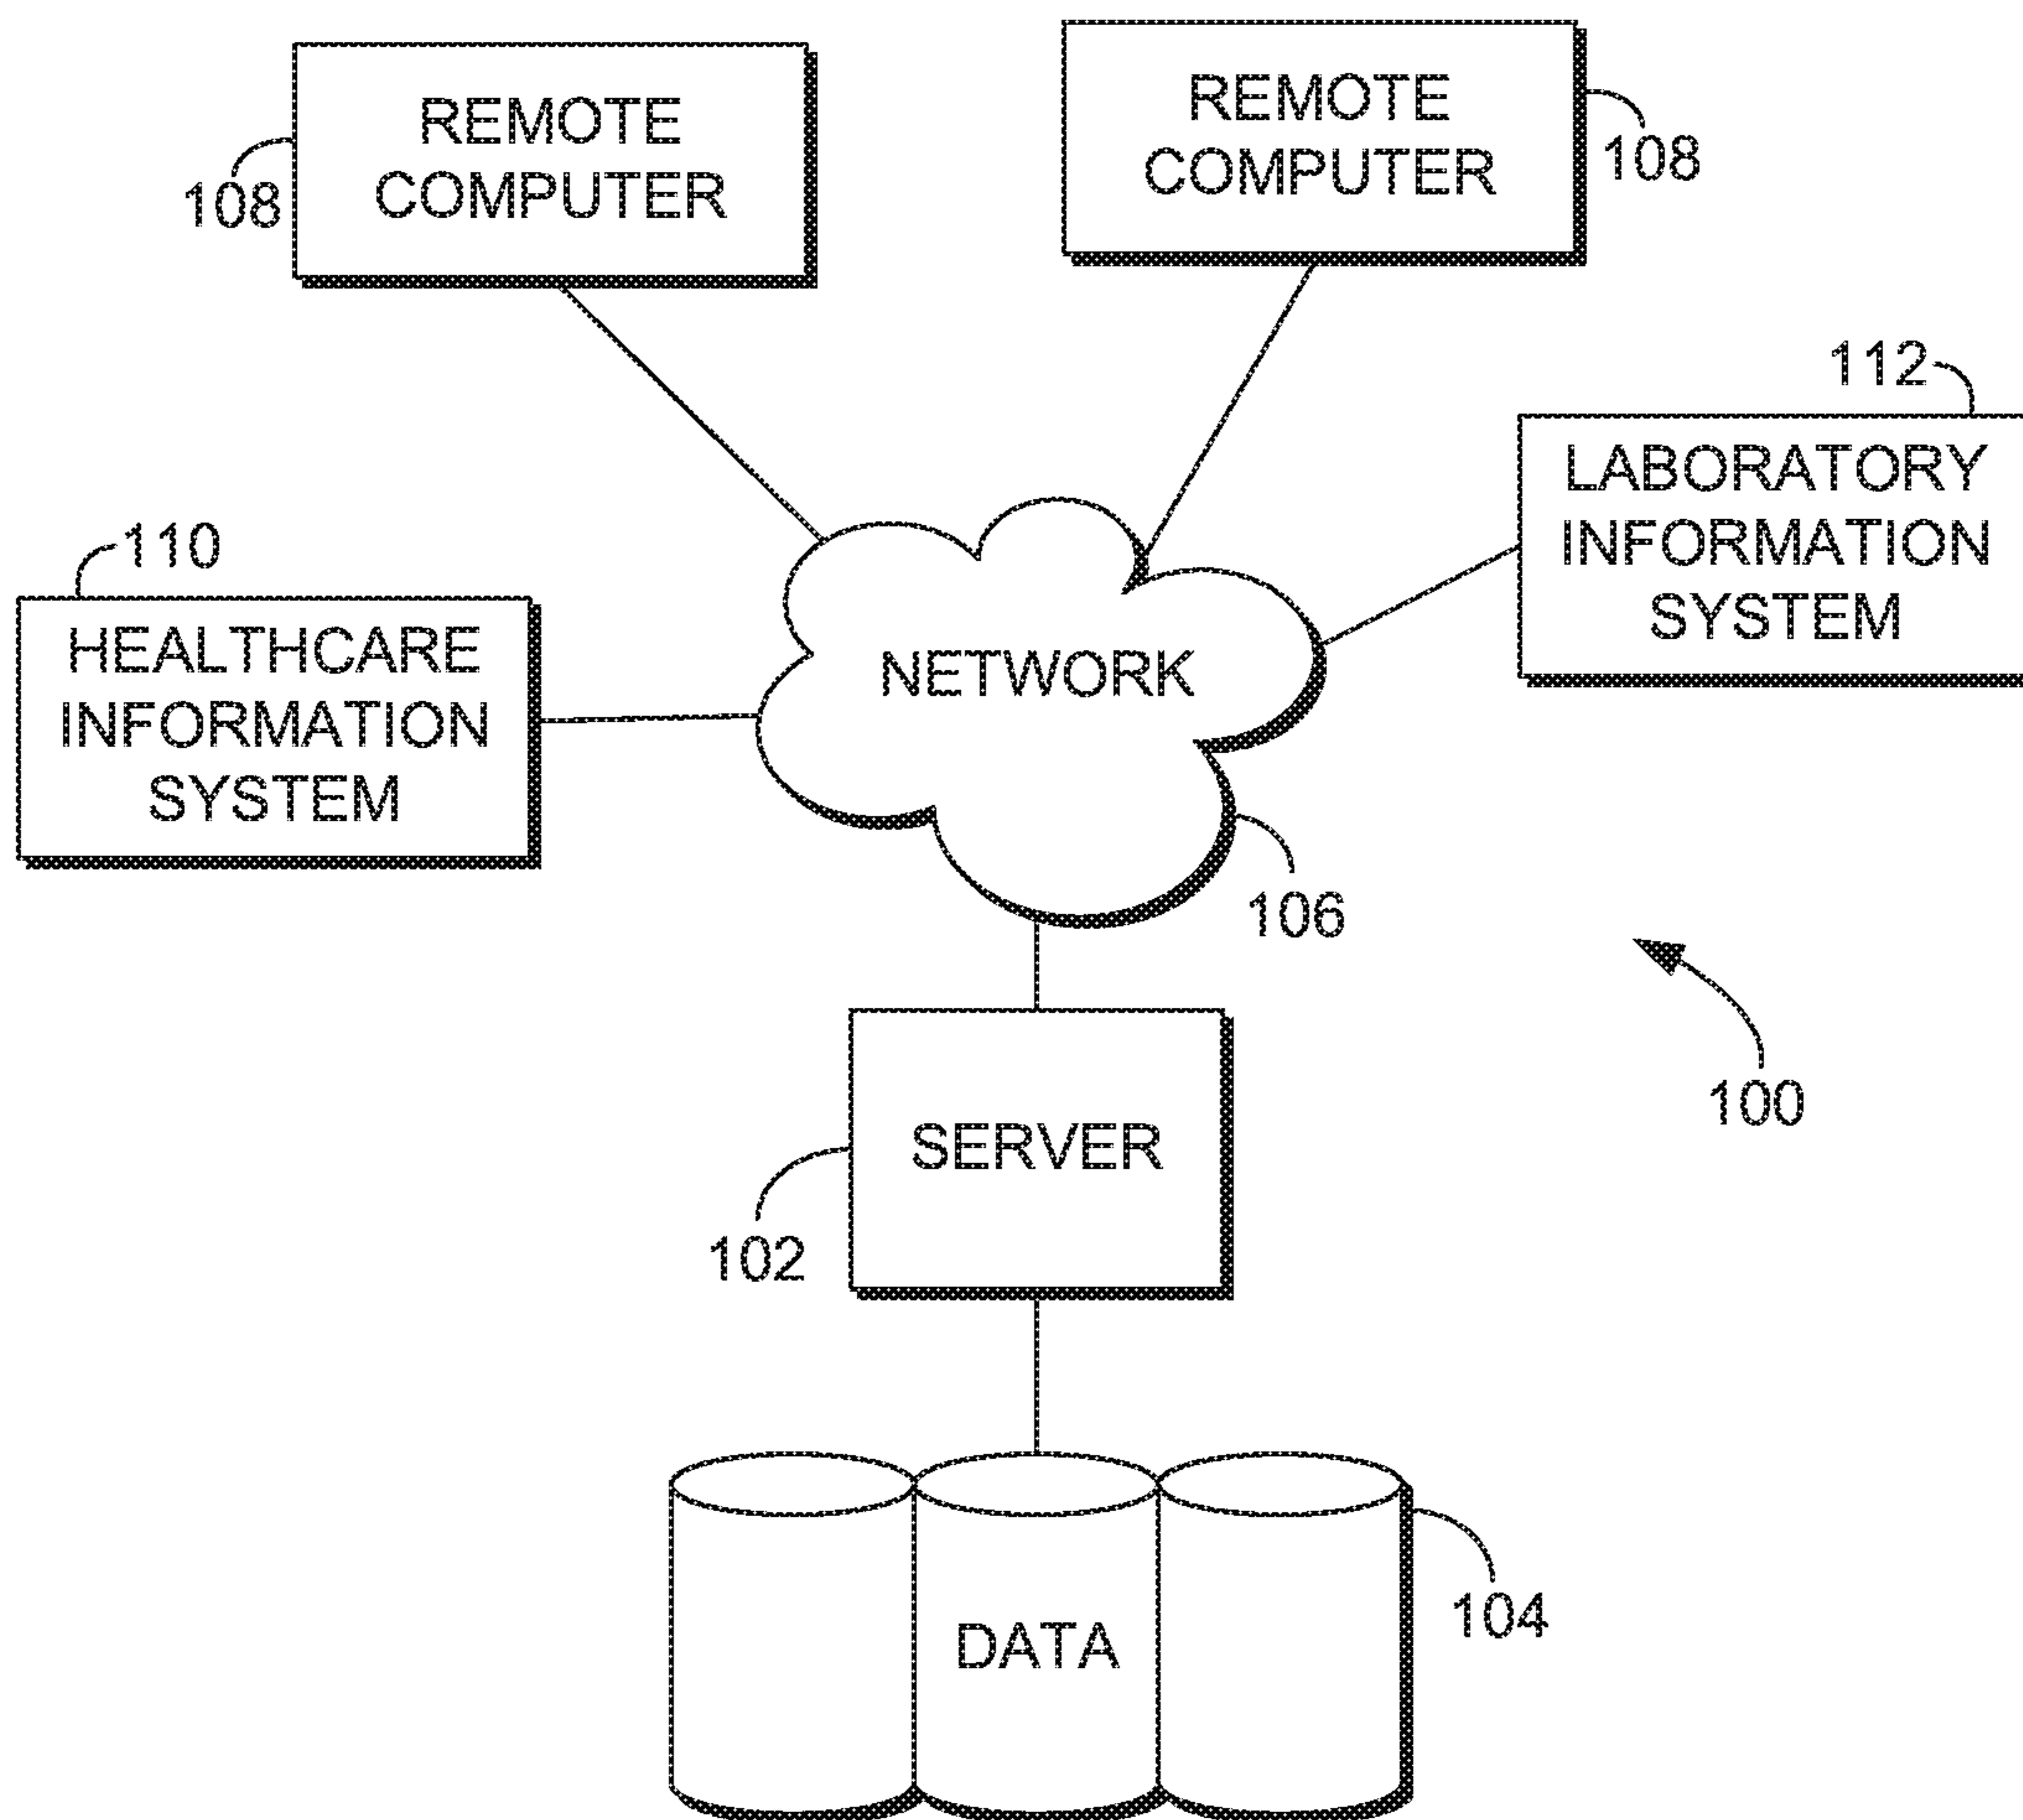 REMOTE
COMPUTER
108
REMOTE
COMPUTER
108
112
LABORATORY
INFORMATION
SYSTEM
110
HEALTHCARE
INFORMATION
SYSTEM
NETWORK
106
100
SERVER
102
DATA
104